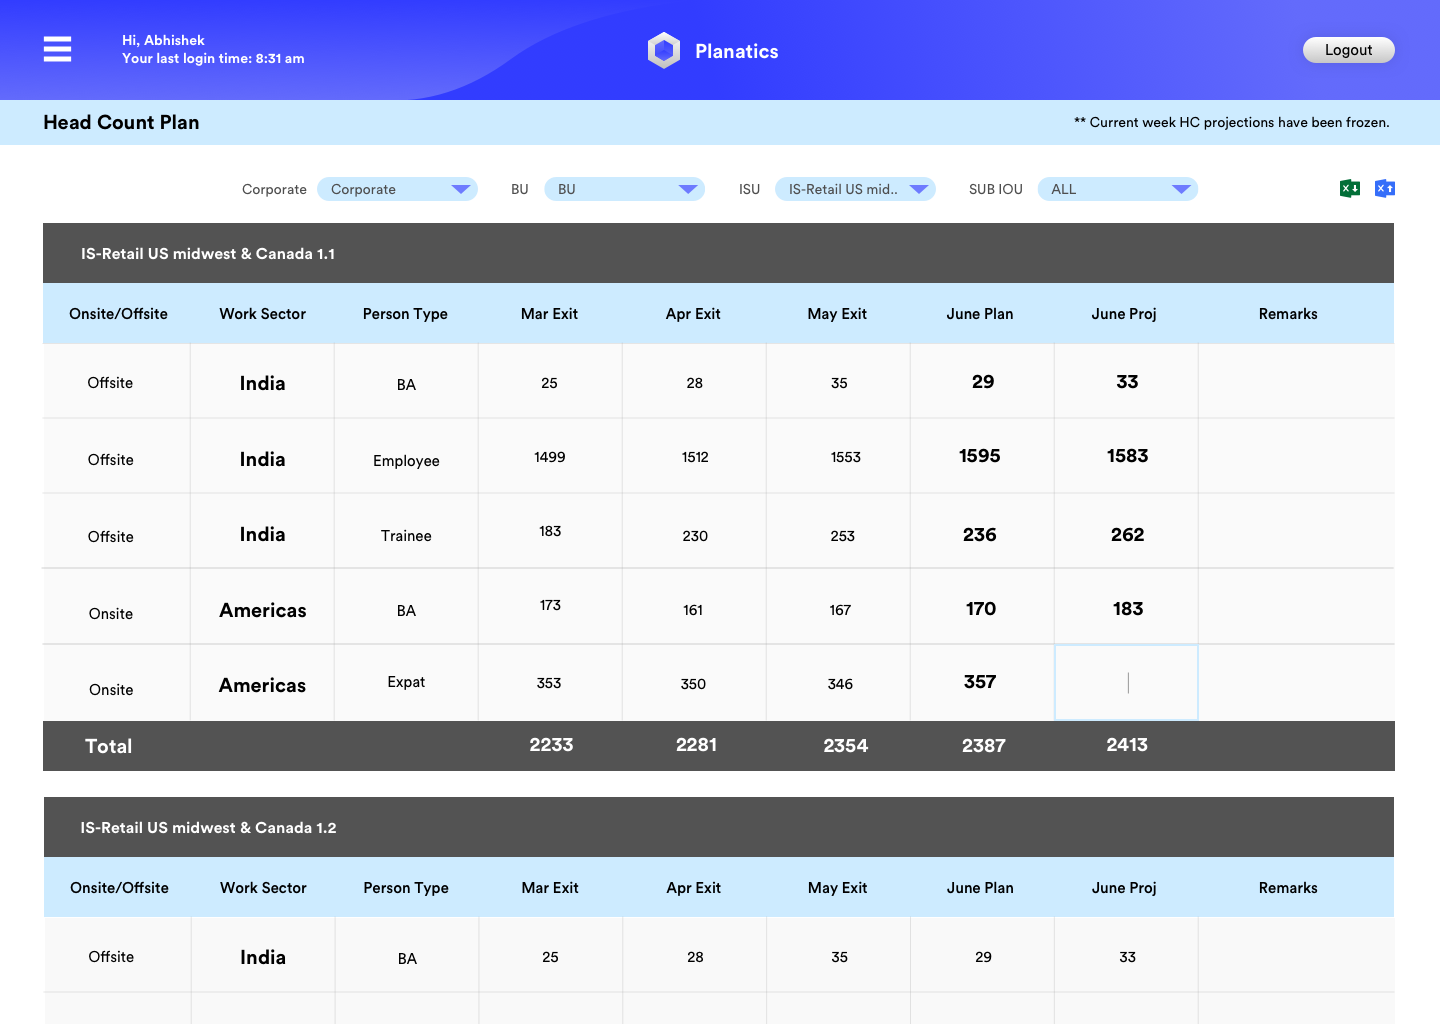 Hi, Abhishek
Your last login time: 8:31 am
Planatics
Logout
Head Count Plan
** Current week HC projections have been frozen.
Corporate Corporate BU BU ISU IS-Retail US mid.. SUB IOU ALL
IS-Retail US midwest & Canada 1.1
Onsite/Offsite Work Sector Person Type Mar Exit Apr Exit May Exit June Plan June Proj Remarks
Offsite India BA 25 28 35 29 33
Offsite India Employee 1499 1512 1553 1595 1583
Offsite India Trainee 183 230 253 236 262
Onsite Americas BA 173 161 167 170 183
Onsite Americas Expat 353 350 346 357
Total 2233 2281 2354 2387 2413
IS-Retail US midwest & Canada 1.2
Onsite/Offsite Work Sector Person Type Mar Exit Apr Exit May Exit June Plan June Proj Remarks
Offsite India BA 25 28 35 29 33